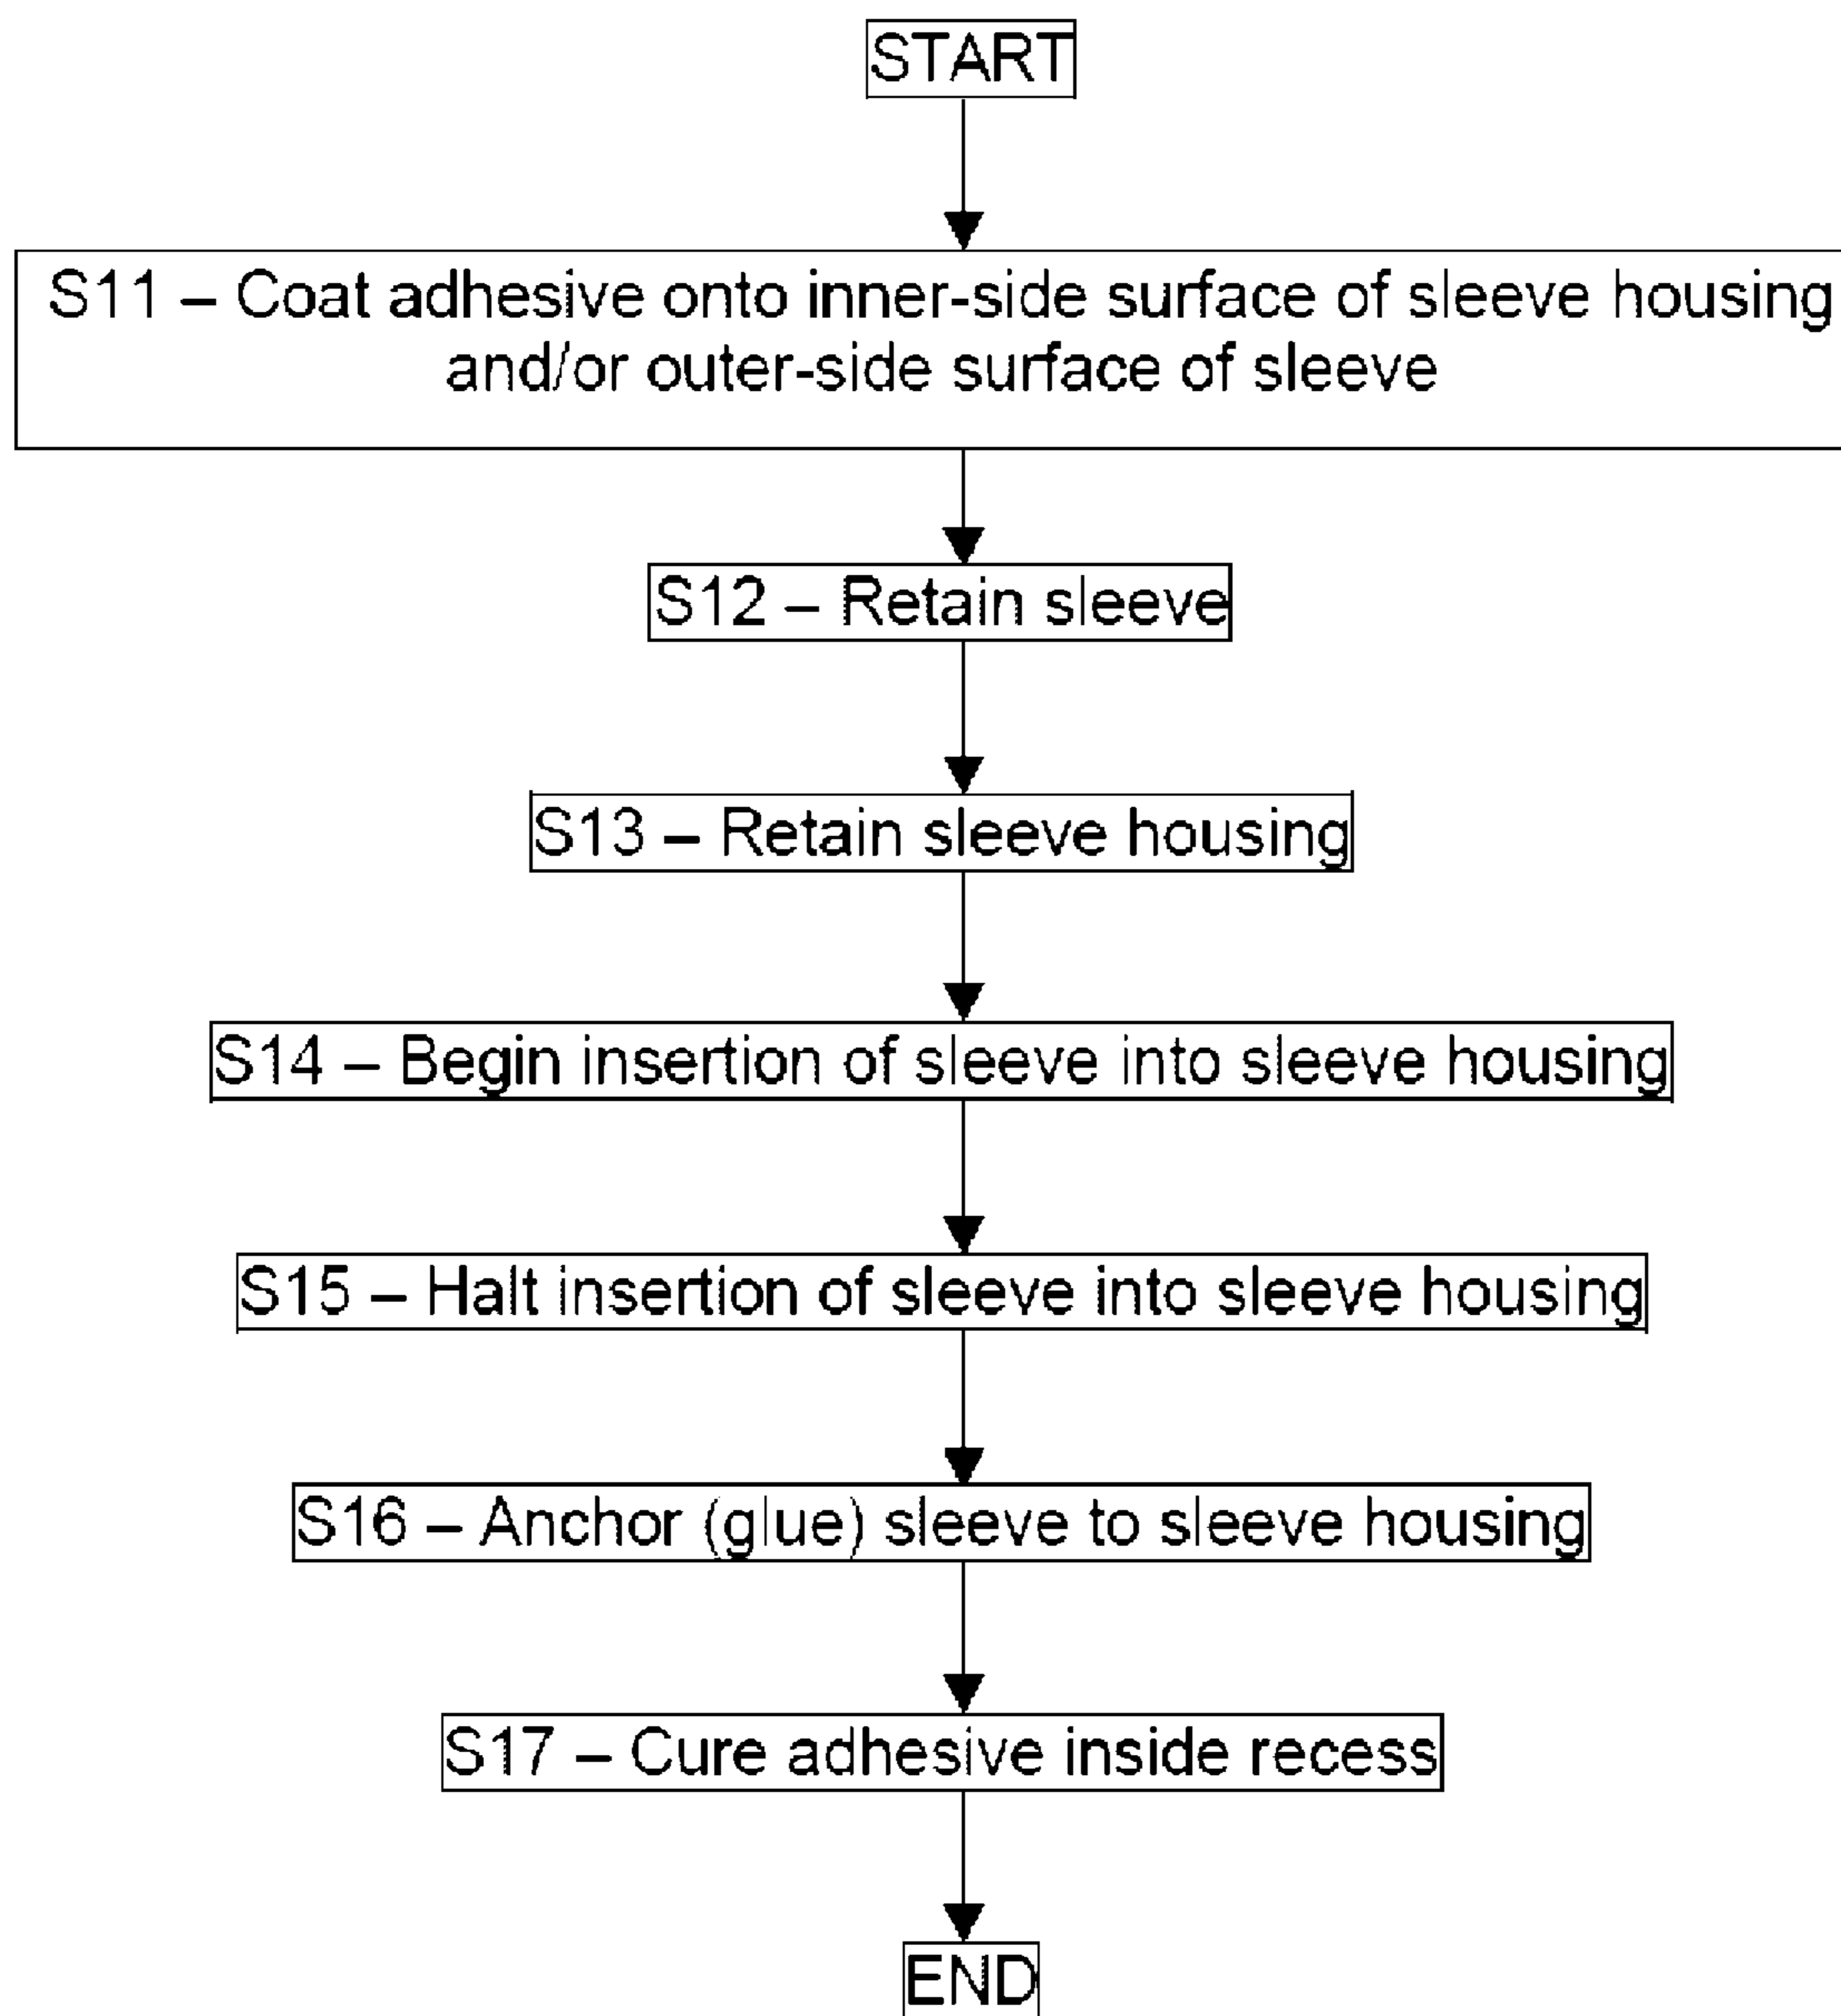 START
S11 – Coat adhesive onto inner-side surface of sleeve housing
and/or outer-side surface of sleeve
S12 – Retain sleeve
S13 – Retain sleeve housing
S14 – Begin insertion of sleeve into sleeve housing
S15 – Halt insertion of sleeve into sleeve housing
S16 – Anchor (glue) sleeve to sleeve housing
S17 – Cure adhesive inside recess
END